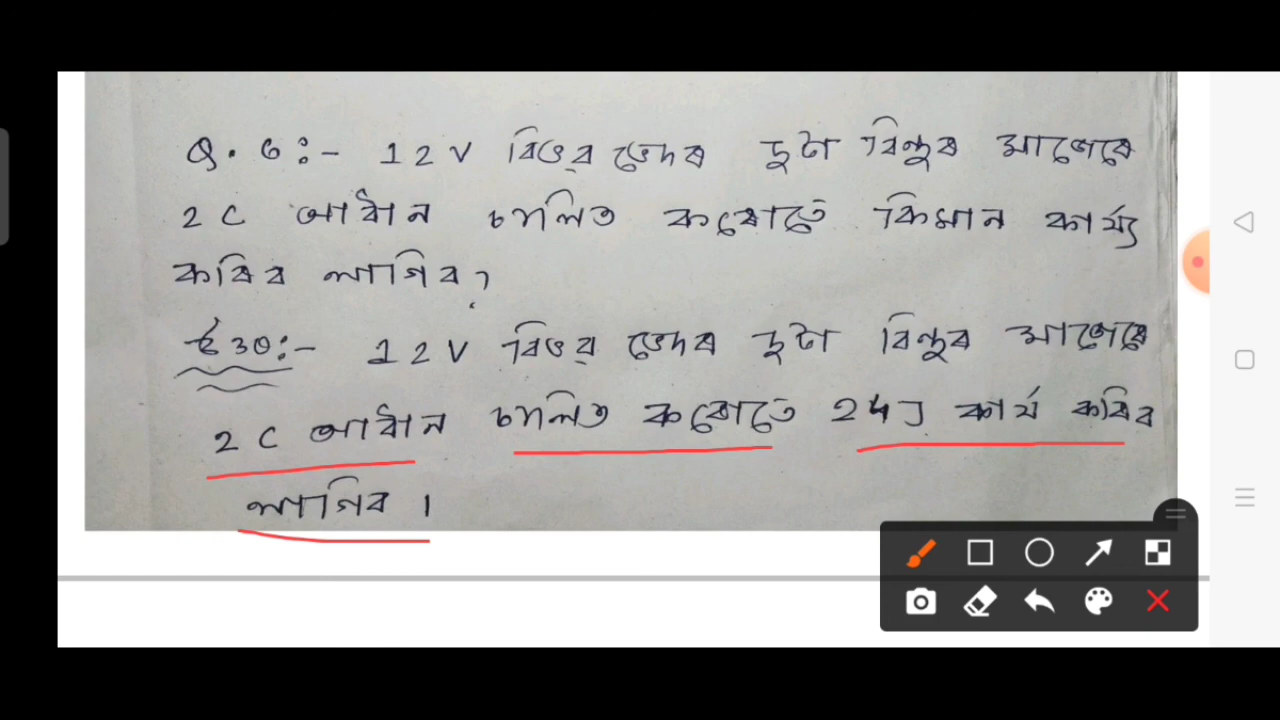 Q. 6:- 12V বিভৱ ভেদৰ দুটা বিন্দুৰ মাজেৰে
2C আধান চালিত কৰোতে কিমান কাৰ্য্য
কৰিব লাগিব?
উত্তৰ:- 12V বিভৱ ভেদৰ দুটা বিন্দুৰ মাজেৰে
2C আধান চালিত কৰোতে 24J কাৰ্য কৰিব
লাগিব।